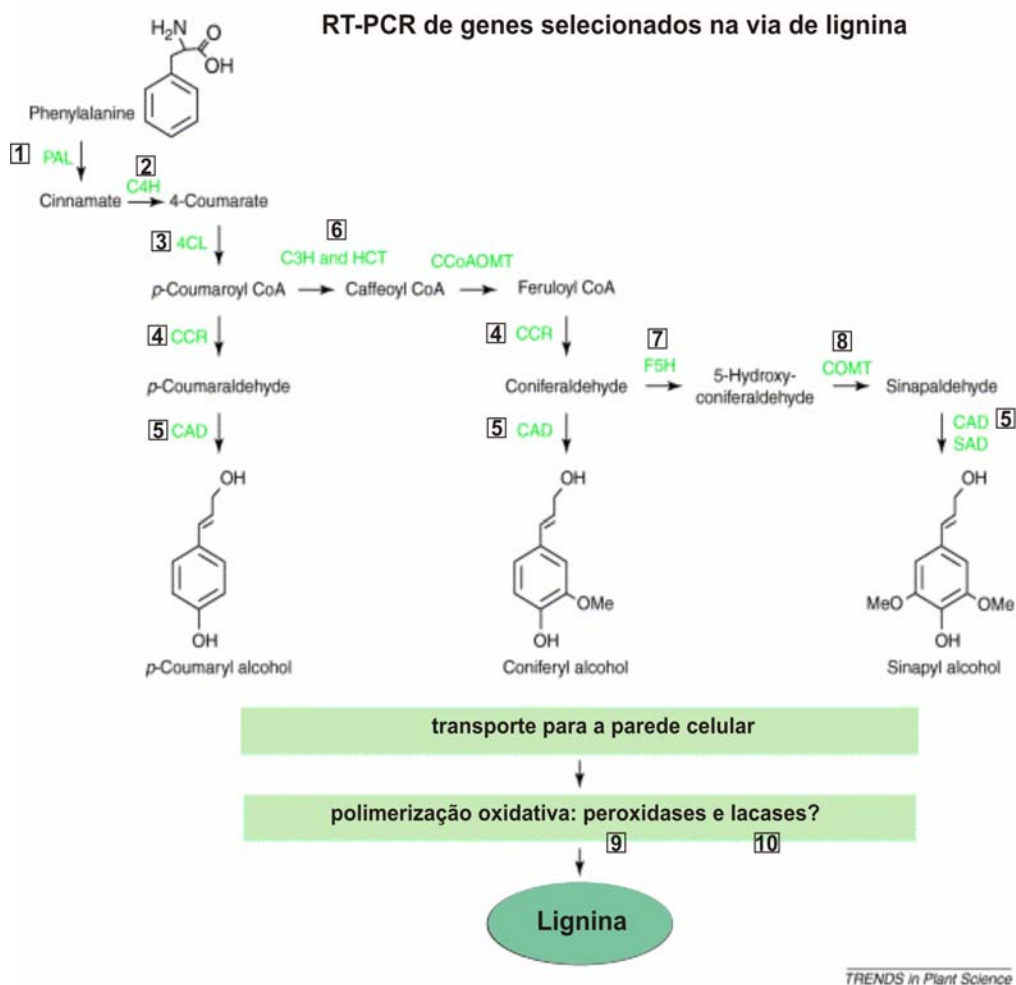 RT-PCR de genes selecionados na via de lignina
H₂N
O
OH
Phenylalanine
1 PAL
2
C4H
Cinnamate
4-Coumarate
3 4CL
6
C3H and HCT
CCoAOMT
p-Coumaroyl CoA
Caffeoyl CoA
Feruloyl CoA
4 CCR
4 CCR
7
F5H
8
COMT
p-Coumaraldehyde
Coniferaldehyde
5-Hydroxy-
coniferaldehyde
Sinapaldehyde
5 CAD
5 CAD
CAD 5
SAD
OH
OH
OH
OMe
MeO
OMe
OH
OH
OH
p-Coumaryl alcohol
Coniferyl alcohol
Sinapyl alcohol
transporte para a parede celular
polimerização oxidativa: peroxidases e lacases?
9
10
Lignina
TRENDS in Plant Science